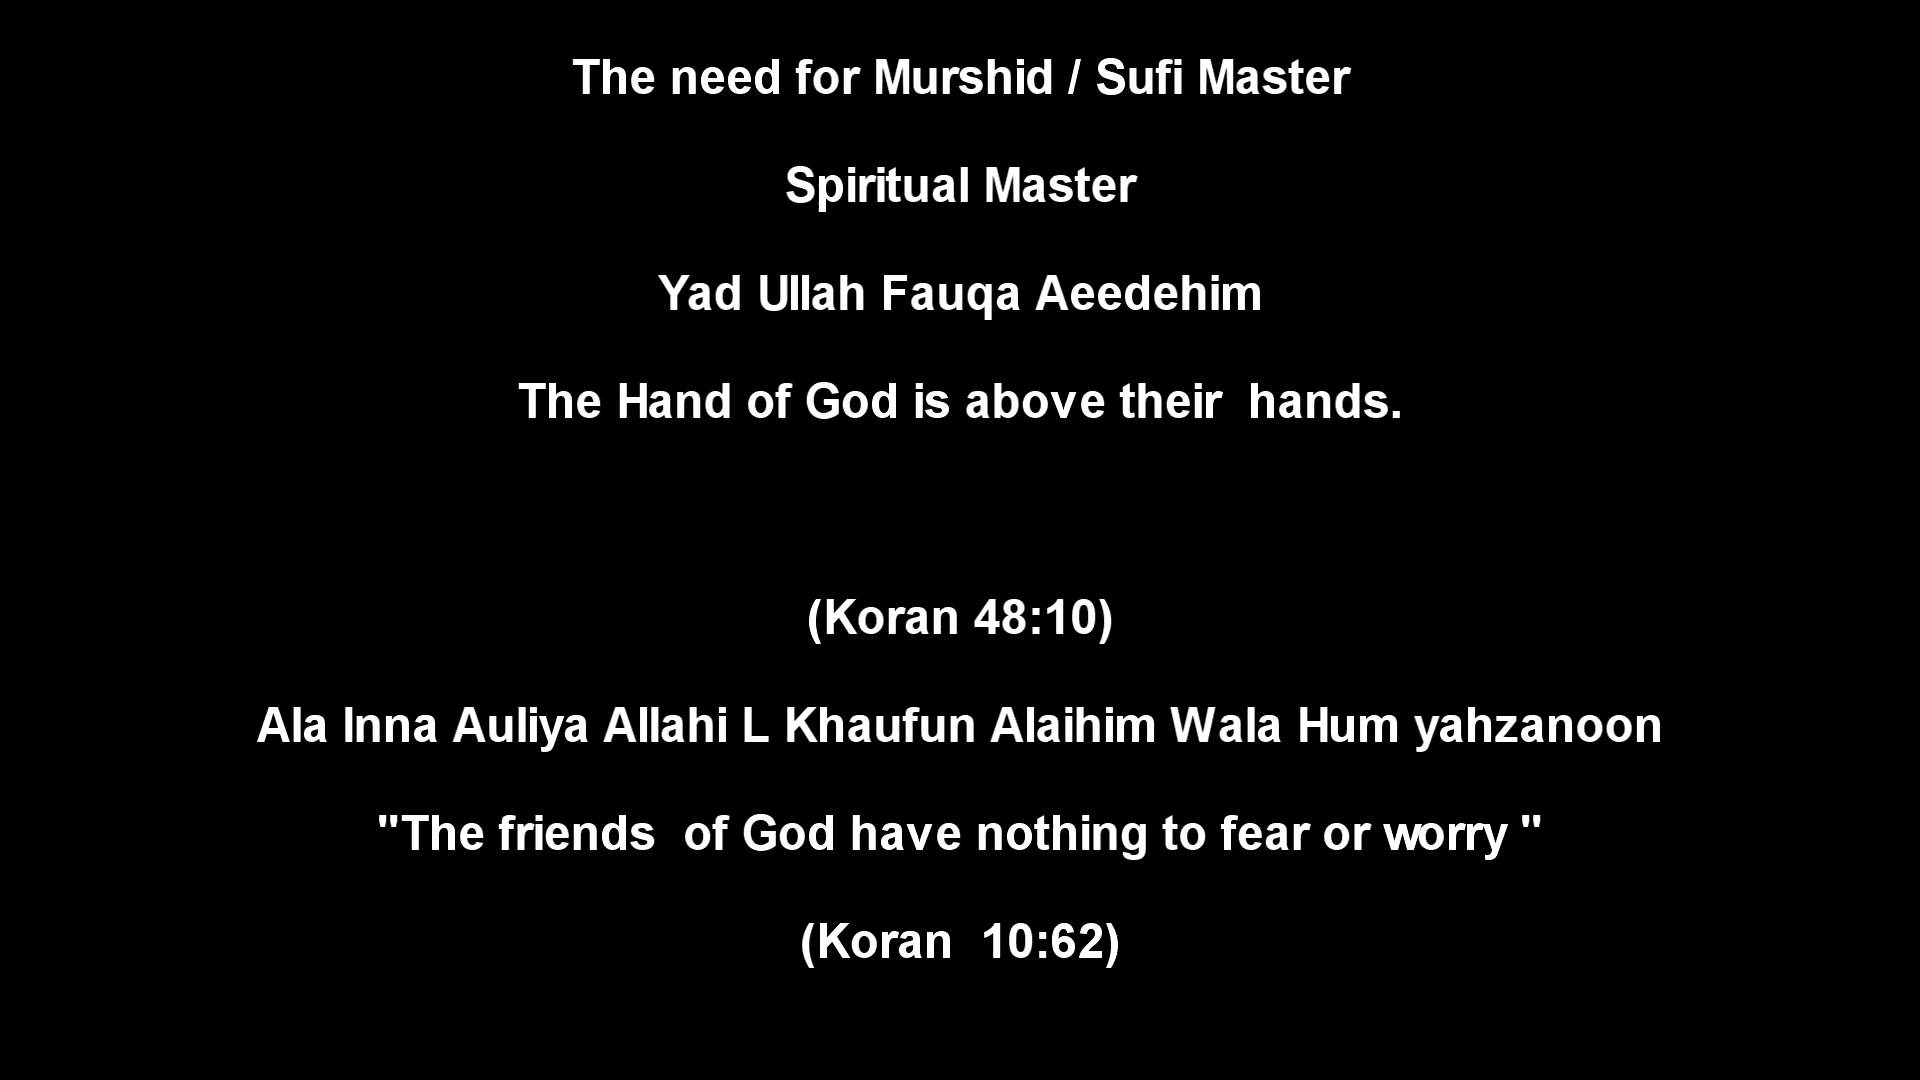 The need for Murshid / Sufi Master
Spiritual Master
Yad Ullah Fauqa Aeedehim
The Hand of God is above their  hands.
(Koran 48:10)
Ala Inna Auliya Allahi L Khaufun Alaihim Wala Hum yahzanoon
"The friends  of God have nothing to fear or worry "
(Koran  10:62)